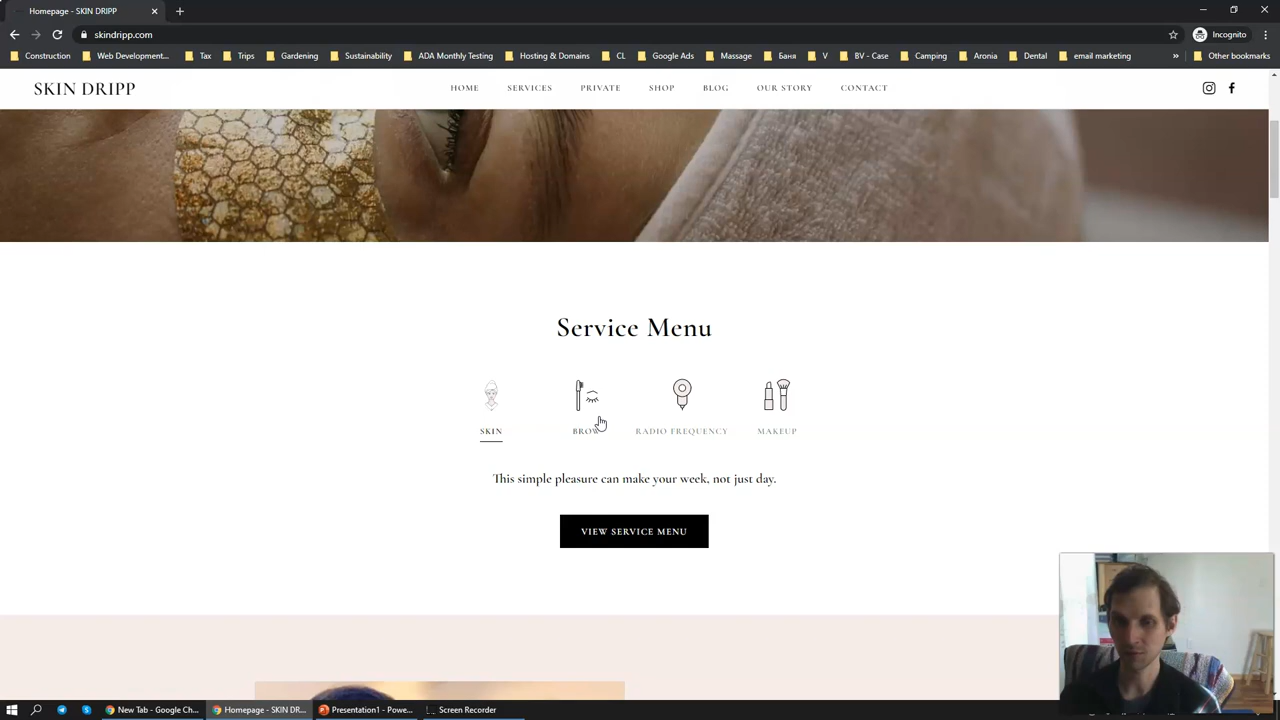 Homepage - SKIN DRIPP
skindripp.com
Incognito
Construction
Web Development...
Tax
Trips
Gardening
Sustainability
ADA Monthly Testing
Hosting & Domains
CL
Google Ads
Massage
Баня
V
BV - Case
Camping
Aronia
Dental
email marketing
»
Other bookmarks
SKIN DRIPP
HOME
SERVICES
PRIVATE
SHOP
BLOG
OUR STORY
CONTACT
Service Menu
SKIN
BROW
RADIO FREQUENCY
MAKEUP
This simple pleasure can make your week, not just day.
VIEW SERVICE MENU
New Tab - Google Ch...
Homepage - SKIN DR...
Presentation1 - Powe...
Screen Recorder